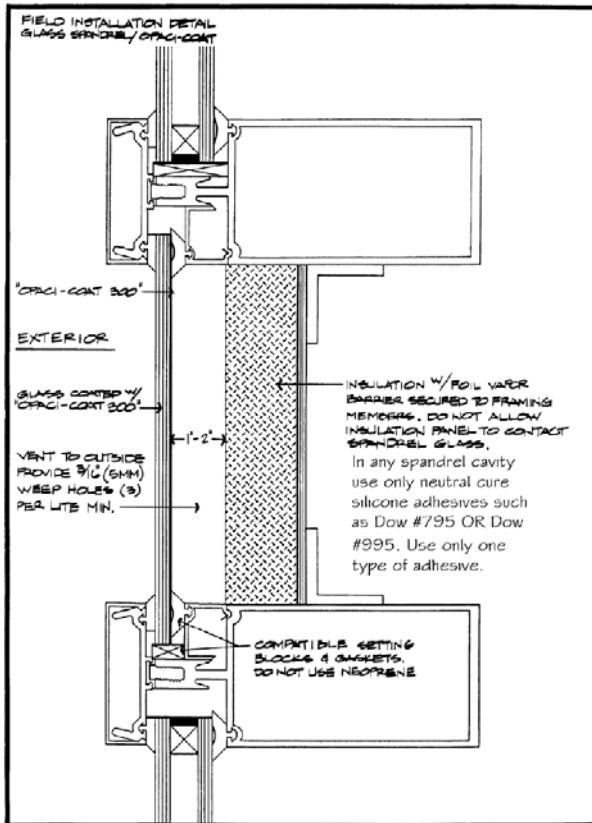 FIELD INSTALLATION DETAIL
GLASS SPANDREL/OPACI-COAT
"OPACI-COAT 300"
EXTERIOR
GLASS COATED W/
"OPACI-COAT 300"
1"-2"
VENT TO OUTSIDE
PROVIDE 3/16" (5MM)
WEEP HOLES (3)
PER LITE MIN.
INSULATION W/FOIL VAPOR
BARRIER SECURED TO FRAMING
MEMBERS. DO NOT ALLOW
INSULATION PANEL TO CONTACT
SPANDREL GLASS.
In any spandrel cavity
use only neutral cure
silicone adhesives such
as Dow #795 OR Dow
#995. Use only one
type of adhesive.
COMPATIBLE SETTING
BLOCKS & GASKETS.
DO NOT USE NEOPRENE